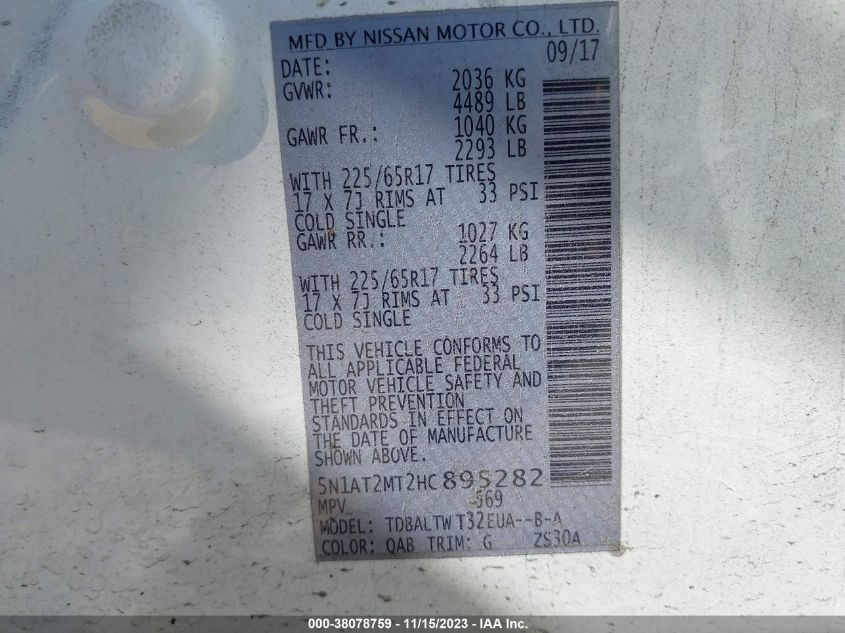 MFD BY NISSAN MOTOR CO., LTD.
DATE: 09/17
GVWR: 2036 KG
4489 LB
GAWR FR.: 1040 KG
2293 LB
WITH 225/65R17 TIRES
17 X 7J RIMS AT 33 PSI
COLD SINGLE
GAWR RR.: 1027 KG
2264 LB
WITH 225/65R17 TIRES
17 X 7J RIMS AT 33 PSI
COLD SINGLE
THIS VEHICLE CONFORMS TO
ALL APPLICABLE FEDERAL
MOTOR VEHICLE SAFETY AND
THEFT PREVENTION
STANDARDS IN EFFECT ON
THE DATE OF MANUFACTURE
SHOWN ABOVE.
5N1AT2MT2HC895282
MPV 569
MODEL: TDBALTW T32EUA--B-A
COLOR: QAB TRIM: G ZS30A
000-38078759 - 11/15/2023 - IAA Inc.